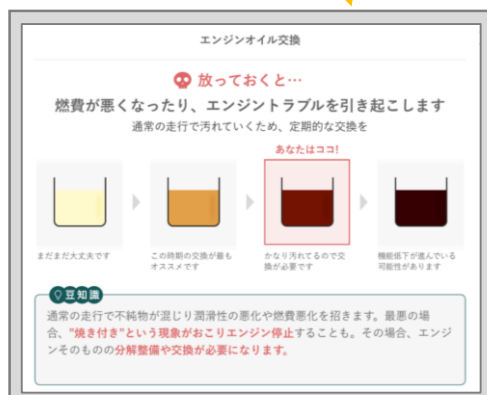 エンジンオイル交換
放っておくと…
燃費が悪くなったり、エンジントラブルを引き起こします
通常の走行で汚れていくため、定期的な交換を
あなたはココ!
まだまだ大丈夫です
この時期の交換が最も
オススメです
かなり汚れてるので交
換が必要です
機能低下が進んでいる
可能性があります
豆知識
通常の走行で不純物が混じり潤滑性の悪化や燃費悪化を招きます。最悪の場
合、"焼き付き"という現象がおこりエンジン停止することも。その場合、エンジ
ンそのものの分解整備や交換が必要になります。